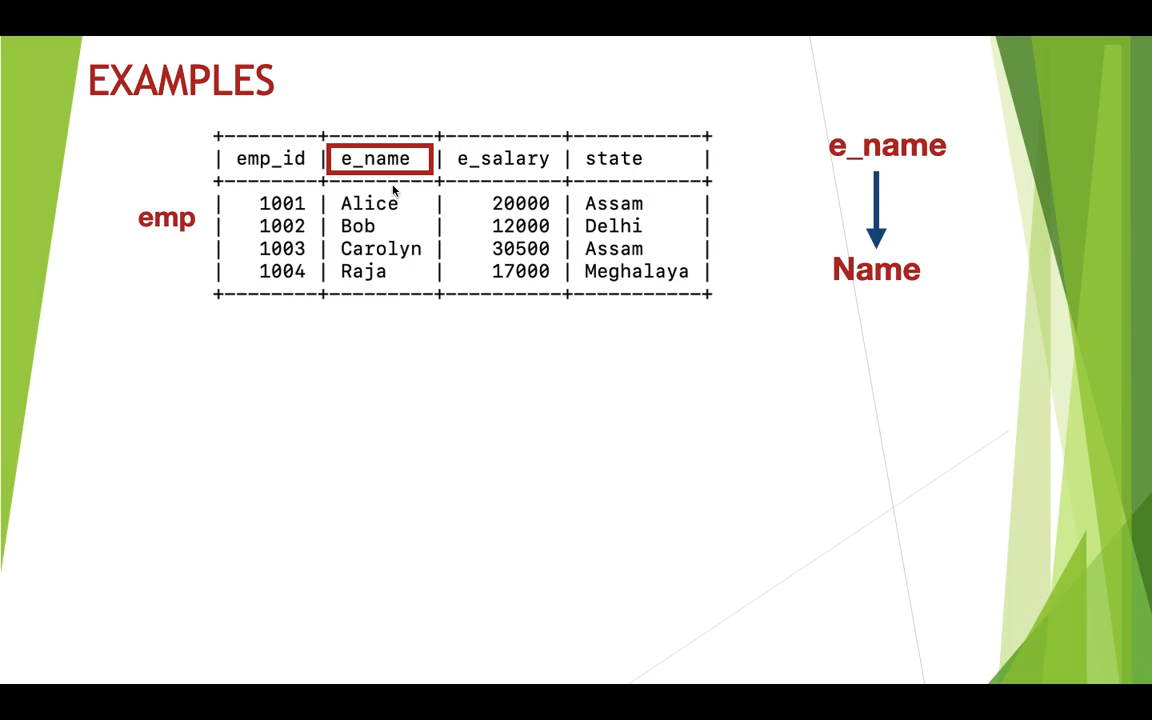 EXAMPLES
+---------+----------+-----------+------------+
| emp_id | e_name | e_salary | state |
+---------+----------+-----------+------------+
| 1001 | Alice | 20000 | Assam |
| 1002 | Bob | 12000 | Delhi |
| 1003 | Carolyn | 30500 | Assam |
| 1004 | Raja | 17000 | Meghalaya |
+---------+----------+-----------+------------+
emp
e_name
Name